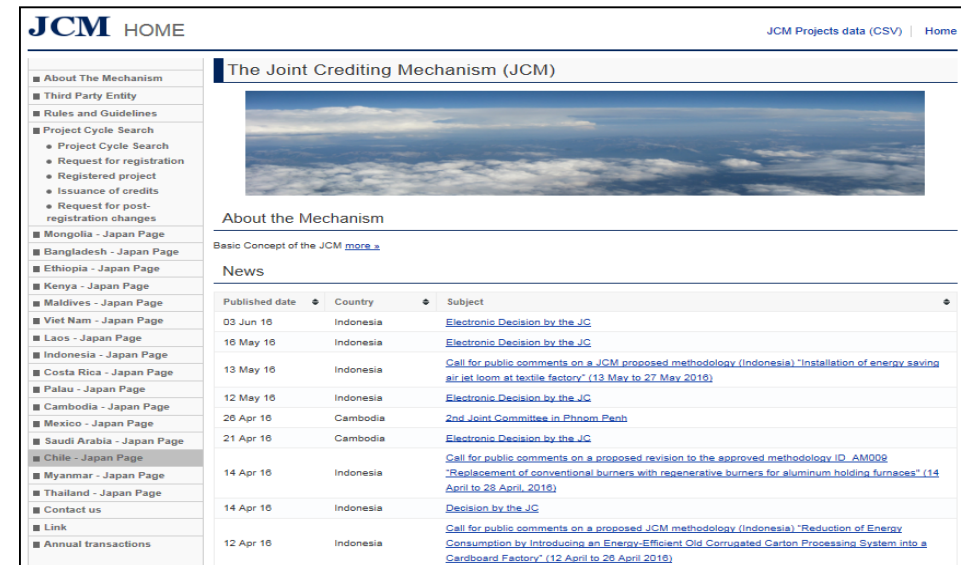 JCM HOME
JCM Projects data (CSV) | Home
About The Mechanism
Third Party Entity
Rules and Guidelines
Project Cycle Search
Project Cycle Search
Request for registration
Registered project
Issuance of credits
Request for post-
registration changes
Mongolia - Japan Page
Bangladesh - Japan Page
Ethiopia - Japan Page
Kenya - Japan Page
Maldives - Japan Page
Viet Nam - Japan Page
Laos - Japan Page
Indonesia - Japan Page
Costa Rica - Japan Page
Palau - Japan Page
Cambodia - Japan Page
Mexico - Japan Page
Saudi Arabia - Japan Page
Chile - Japan Page
Myanmar - Japan Page
Thailand - Japan Page
Contact us
Link
Annual transactions
The Joint Crediting Mechanism (JCM)
About the Mechanism
Basic Concept of the JCM more »
News
Published date Country Subject
03 Jun 16 Indonesia Electronic Decision by the JC
16 May 16 Indonesia Electronic Decision by the JC
13 May 16 Indonesia Call for public comments on a JCM proposed methodology (Indonesia) "Installation of energy saving
air jet loom at textile factory" (13 May to 27 May 2016)
12 May 16 Indonesia Electronic Decision by the JC
26 Apr 16 Cambodia 2nd Joint Committee in Phnom Penh
21 Apr 16 Cambodia Electronic Decision by the JC
14 Apr 16 Indonesia Call for public comments on a proposed revision to the approved methodology ID_AM009
"Replacement of conventional burners with regenerative burners for aluminum holding furnaces" (14
April to 28 April, 2016)
14 Apr 16 Indonesia Decision by the JC
12 Apr 16 Indonesia Call for public comments on a proposed JCM methodology (Indonesia) "Reduction of Energy
Consumption by Introducing an Energy-Efficient Old Corrugated Carton Processing System into a
Cardboard Factory" (12 April to 26 April 2016)